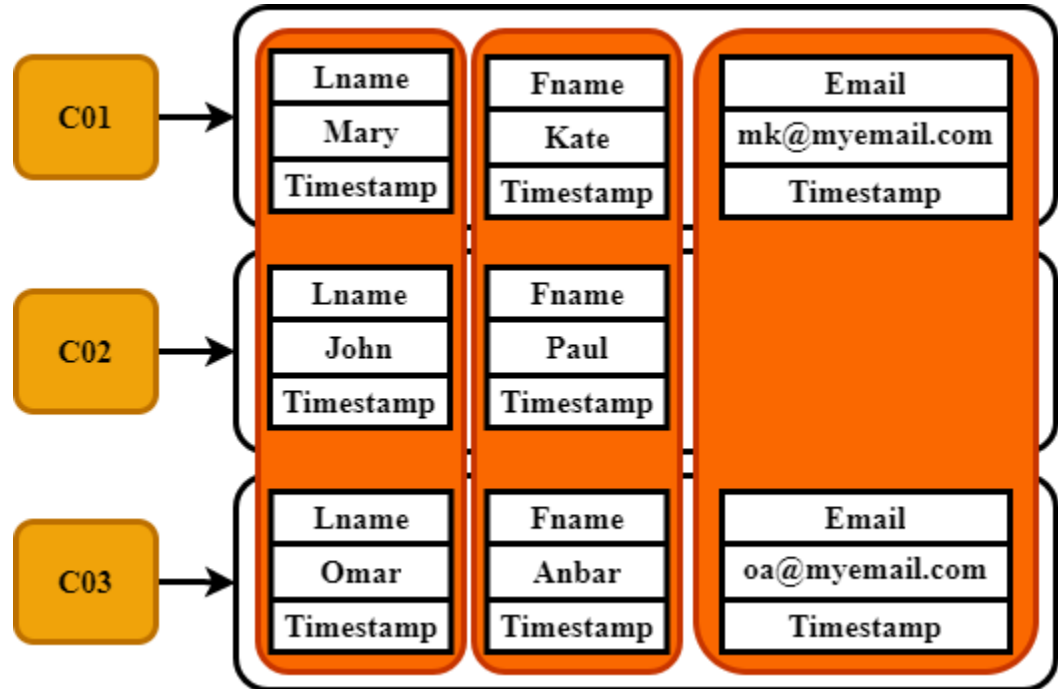 C01
Lname
Mary
Timestamp
Fname
Kate
Timestamp
Email
mk@myemail.com
Timestamp
C02
Lname
John
Timestamp
Fname
Paul
Timestamp
C03
Lname
Omar
Timestamp
Fname
Anbar
Timestamp
Email
oa@myemail.com
Timestamp